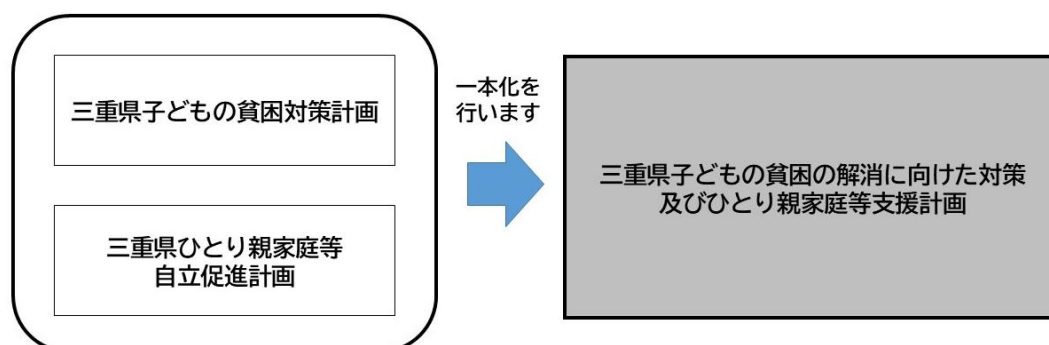 三重県子どもの貧困対策計画
三重県ひとり親家庭等
自立促進計画
一本化を
行います
三重県子どもの貧困の解消に向けた対策
及びひとり親家庭等支援計画